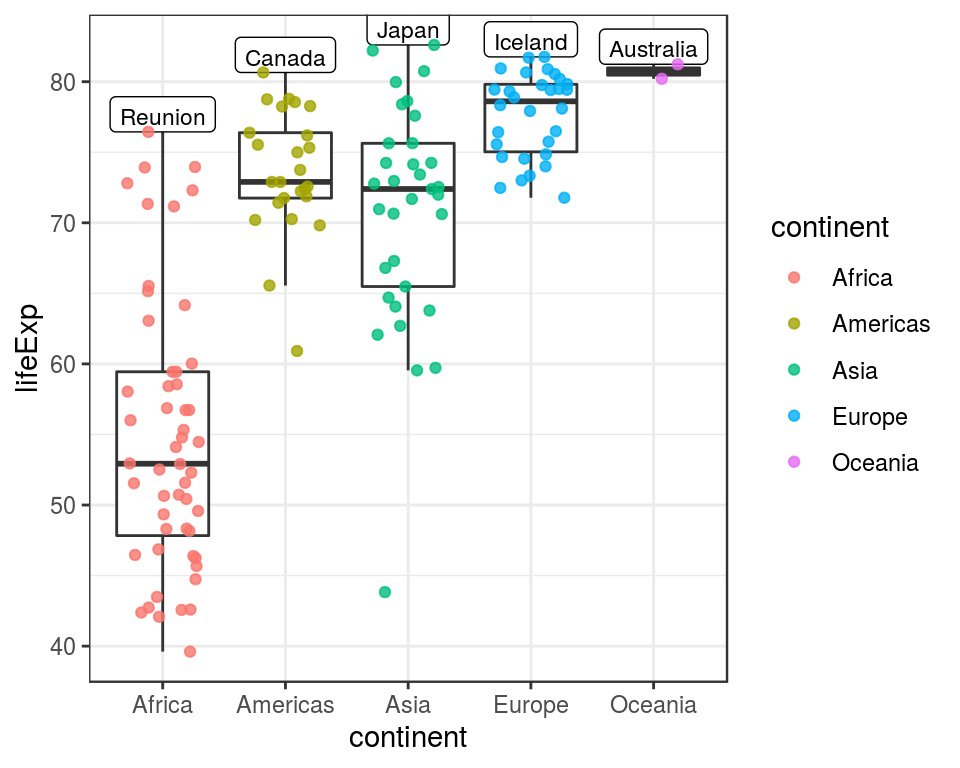 Reunion
Canada
Japan
Iceland
Australia
80
70
60
50
40
lifeExp
Africa
Americas
Asia
Europe
Oceania
continent
continent
Africa
Americas
Asia
Europe
Oceania